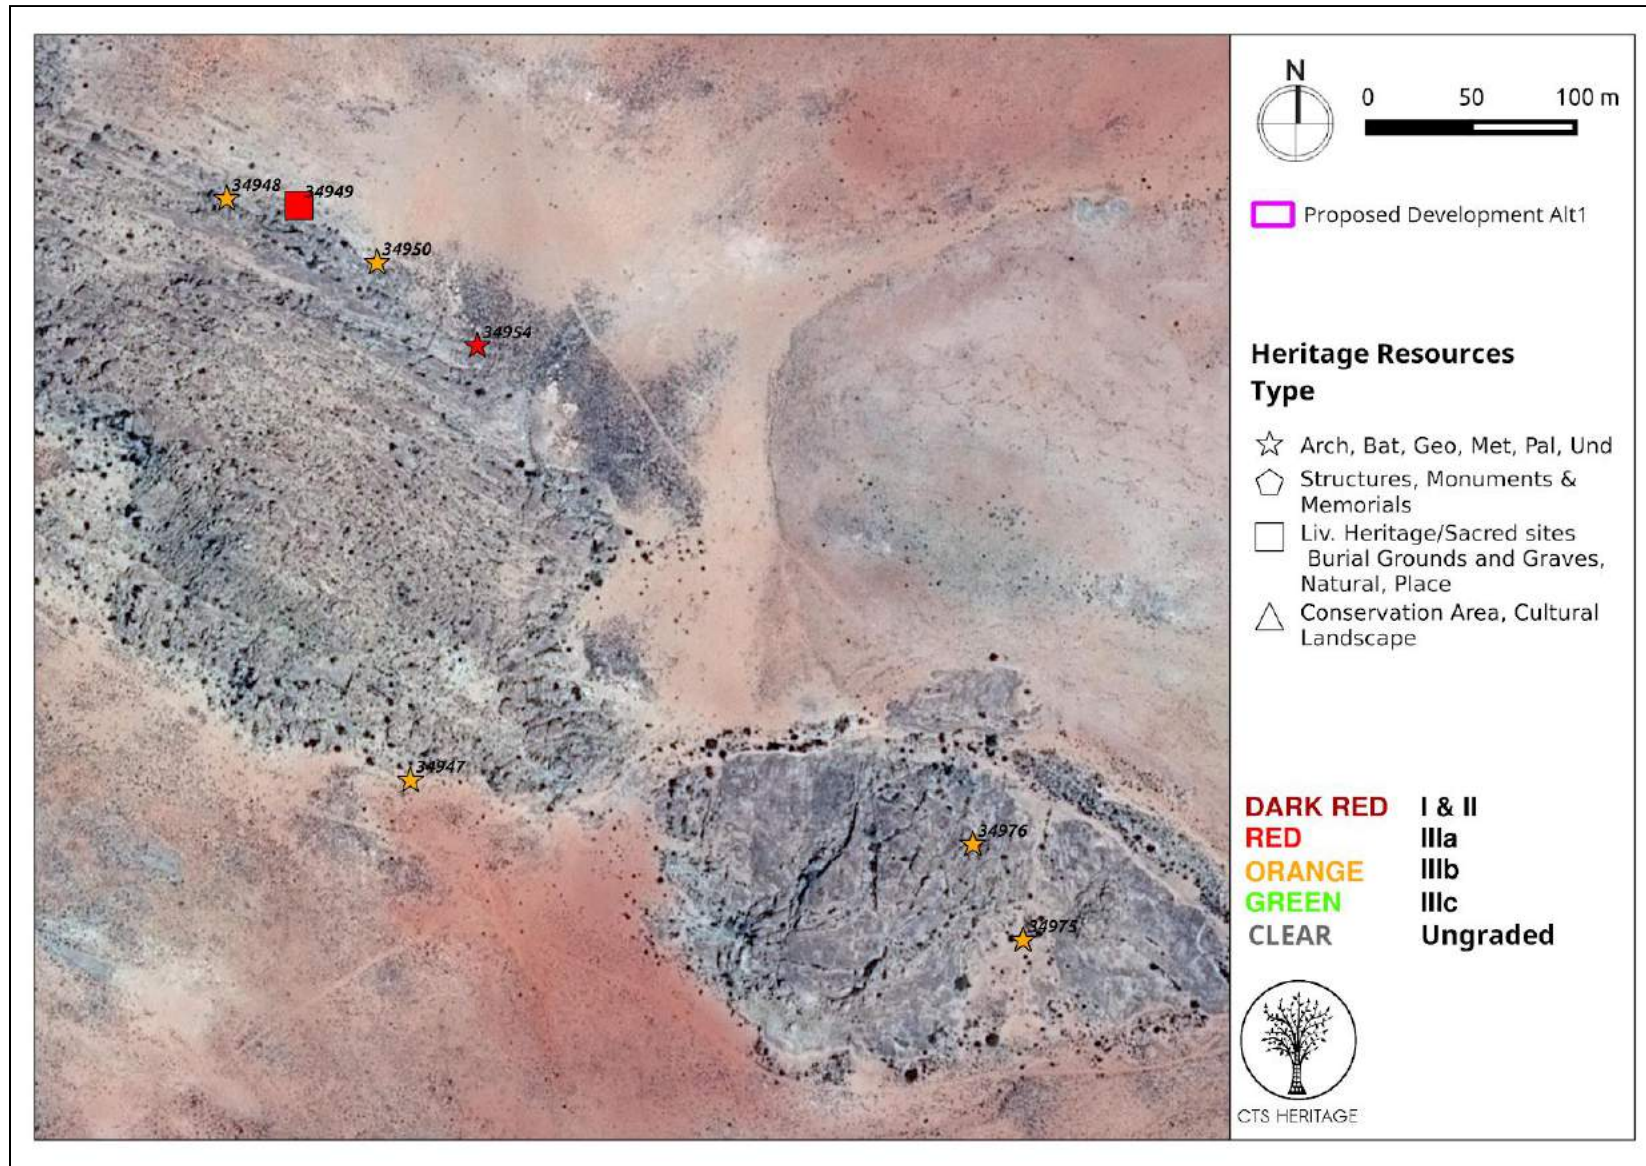 34948
34949
34950
34954
34947
34976
34975
N
0 50 100 m
Proposed Development Alt1
Heritage Resources
Type
Arch, Bat, Geo, Met, Pal, Und
Structures, Monuments &
Memorials
Liv. Heritage/Sacred sites
Burial Grounds and Graves,
Natural, Place
Conservation Area, Cultural
Landscape
DARK RED I & II
RED IIIa
ORANGE IIIb
GREEN IIIc
CLEAR Ungraded
CTS HERITAGE